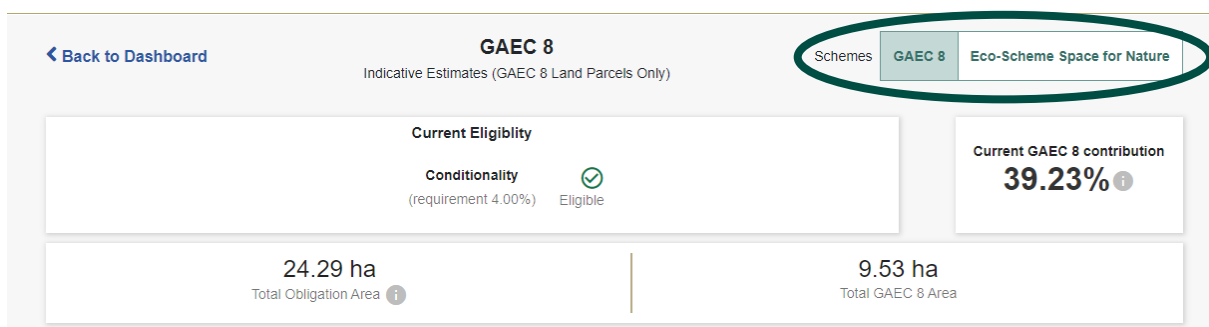 Back to Dashboard
GAEC 8
Indicative Estimates (GAEC 8 Land Parcels Only)
Schemes GAEC 8 Eco-Scheme Space for Nature
Current Eligiblity
Conditionality
(requirement 4.00%) Eligible
Current GAEC 8 contribution
39.23%
24.29 ha
Total Obligation Area
9.53 ha
Total GAEC 8 Area